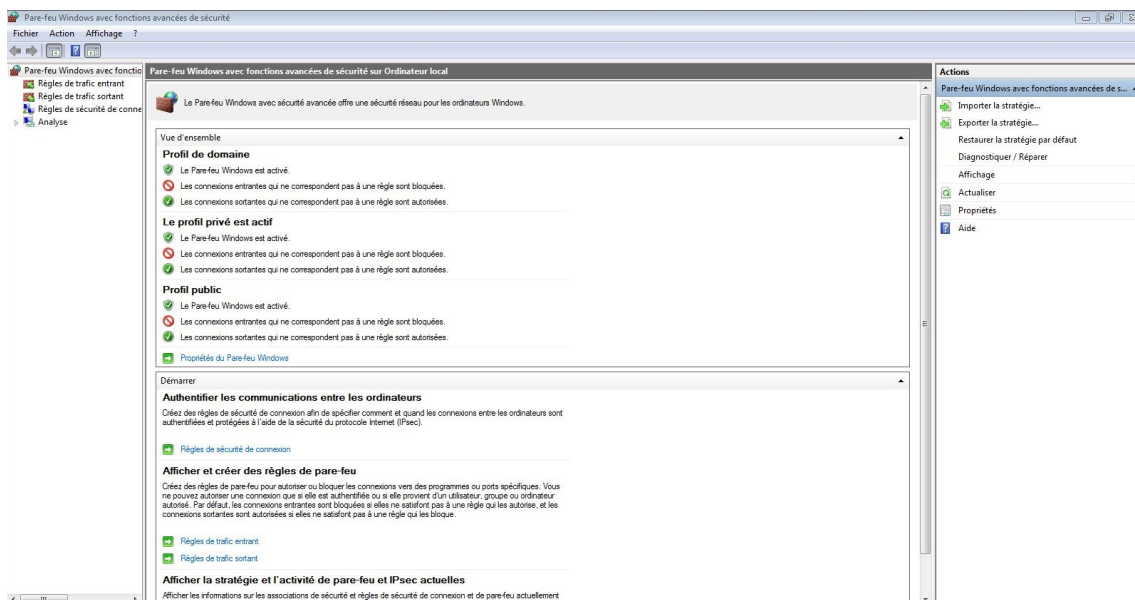 Pare-feu Windows avec fonctions avancées de sécurité
Fichier Action Affichage ?
Pare-feu Windows avec fonctio
Règles de trafic entrant
Règles de trafic sortant
Règles de sécurité de conne
Analyse
Pare-feu Windows avec fonctions avancées de sécurité sur Ordinateur local
Le Pare-feu Windows avec sécurité avancée offre une sécurité réseau pour les ordinateurs Windows.
Vue d'ensemble
Profil de domaine
Le Pare-feu Windows est activé.
Les connexions entrantes qui ne correspondent pas à une règle sont bloquées.
Les connexions sortantes qui ne correspondent pas à une règle sont autorisées.
Le profil privé est actif
Le Pare-feu Windows est activé.
Les connexions entrantes qui ne correspondent pas à une règle sont bloquées.
Les connexions sortantes qui ne correspondent pas à une règle sont autorisées.
Profil public
Le Pare-feu Windows est activé.
Les connexions entrantes qui ne correspondent pas à une règle sont bloquées.
Les connexions sortantes qui ne correspondent pas à une règle sont autorisées.
Propriétés du Pare-feu Windows
Démarrer
Authentifier les communications entre les ordinateurs
Créez des règles de sécurité de connexion afin de spécifier comment et quand les connexions entre les ordinateurs sont
authentifiées et protégées à l'aide de la sécurité du protocole Internet (IPsec).
Règles de sécurité de connexion
Afficher et créer des règles de pare-feu
Créez des règles de pare-feu pour autoriser ou bloquer les connexions vers des programmes ou ports spécifiques. Vous
ne pouvez autoriser une connexion que si elle est authentifiée ou si elle provient d'un utilisateur, groupe ou ordinateur
autorisé. Par défaut, les connexions entrantes sont bloquées si elles ne satisfont pas à une règle qui les autorise, et les
connexions sortantes sont autorisées si elles ne satisfont pas à une règle qui les bloque.
Règles de trafic entrant
Règles de trafic sortant
Afficher la stratégie et l'activité de pare-feu et IPsec actuelles
Afficher les informations sur les associations de sécurité et règles de sécurité de connexion et de pare-feu actuellement
Actions
Pare-feu Windows avec fonctions avancées de s...
Importer la stratégie...
Exporter la stratégie...
Restaurer la stratégie par défaut
Diagnostiquer / Réparer
Affichage
Actualiser
Propriétés
Aide